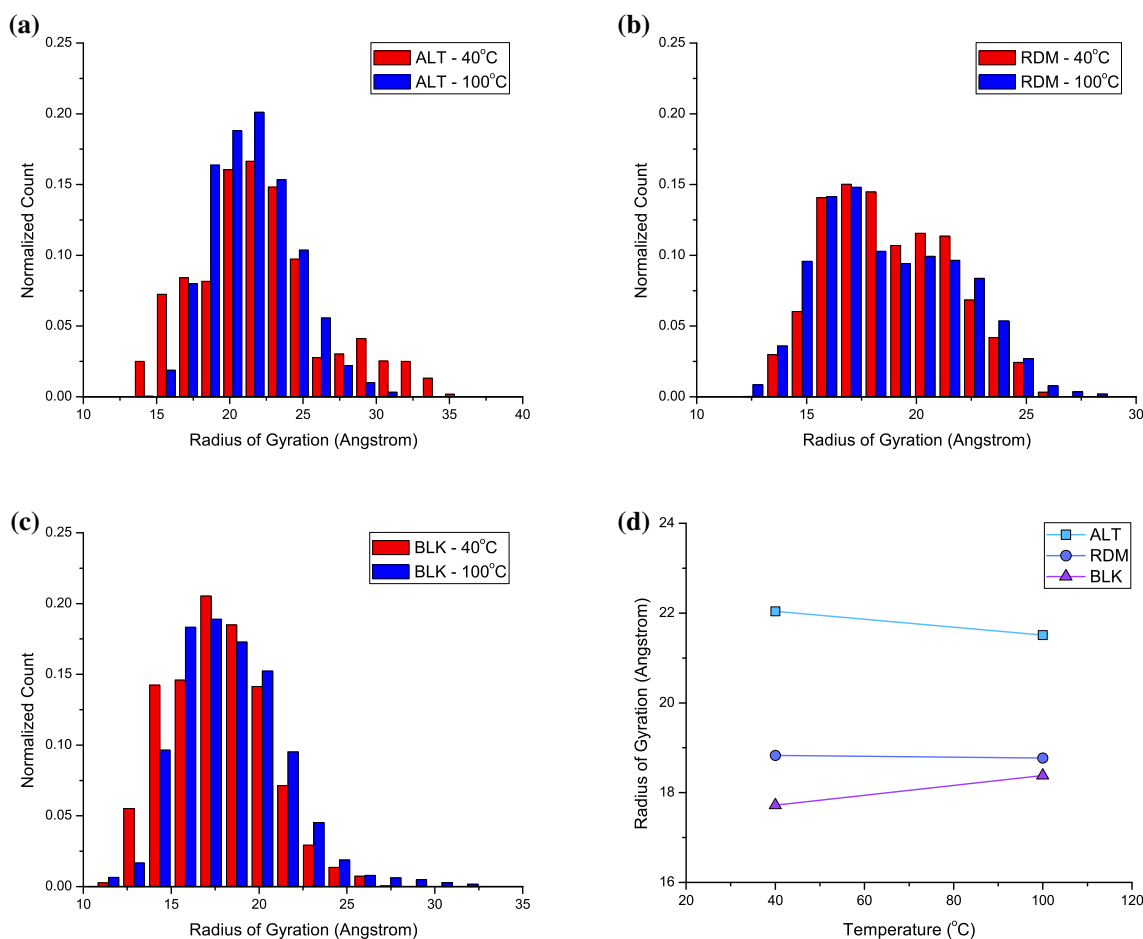 (a)
ALT - 40°C
ALT - 100°C
0.25
0.20
0.15
0.10
0.05
0.00
Normalized Count
10 15 20 25 30 35 40
Radius of Gyration (Angstrom)
(b)
RDM - 40°C
RDM - 100°C
0.25
0.20
0.15
0.10
0.05
0.00
Normalized Count
10 15 20 25 30
Radius of Gyration (Angstrom)
(c)
BLK - 40°C
BLK - 100°C
0.25
0.20
0.15
0.10
0.05
0.00
Normalized Count
10 15 20 25 30 35
Radius of Gyration (Angstrom)
(d)
ALT
RDM
BLK
24
22
20
18
16
Radius of Gyration (Angstrom)
20 40 60 80 100 120
Temperature (°C)